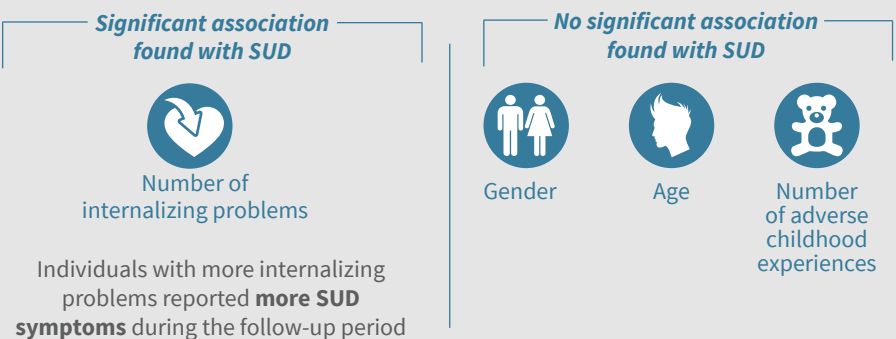 Significant association
found with SUD
Number of
internalizing problems
Individuals with more internalizing
problems reported more SUD
symptoms during the follow-up period
No significant association
found with SUD
Gender
Age
Number
of adverse
childhood
experiences